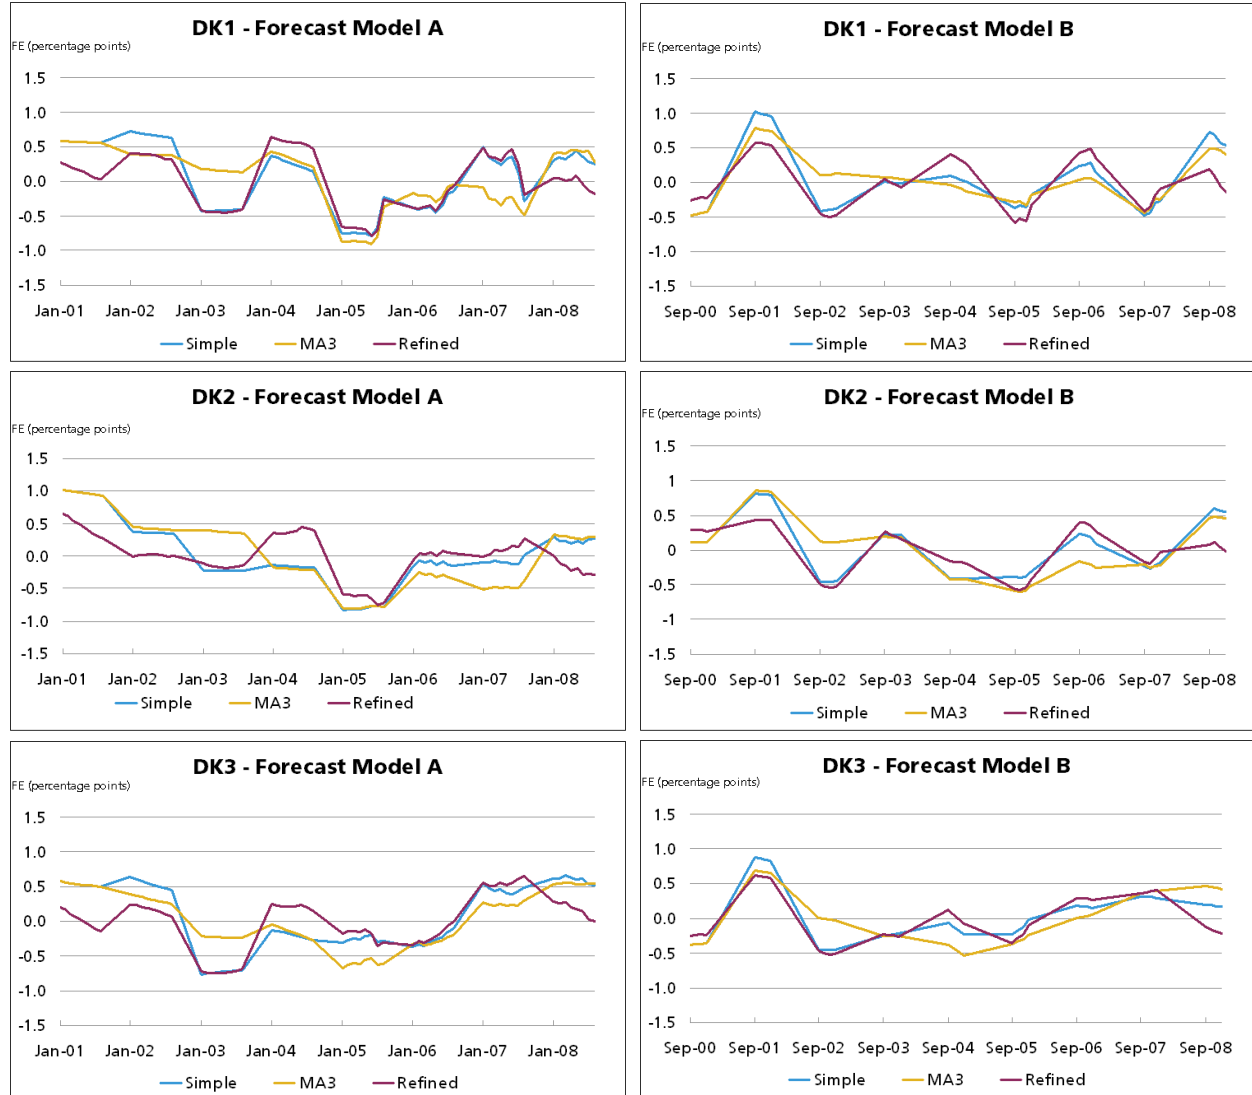 DK1 - Forecast Model A
FE (percentage points)
1.5
1.0
0.5
0.0
-0.5
-1.0
-1.5
Jan-01 Jan-02 Jan-03 Jan-04 Jan-05 Jan-06 Jan-07 Jan-08
Simple MA3 Refined
DK1 - Forecast Model B
FE (percentage points)
1.5
1.0
0.5
0.0
-0.5
-1.0
-1.5
Sep-00 Sep-01 Sep-02 Sep-03 Sep-04 Sep-05 Sep-06 Sep-07 Sep-08
Simple MA3 Refined
DK2 - Forecast Model A
FE (percentage points)
1.5
1.0
0.5
0.0
-0.5
-1.0
-1.5
Jan-01 Jan-02 Jan-03 Jan-04 Jan-05 Jan-06 Jan-07 Jan-08
Simple MA3 Refined
DK2 - Forecast Model B
FE (percentage points)
1.5
1
0.5
0
-0.5
-1
-1.5
Sep-00 Sep-01 Sep-02 Sep-03 Sep-04 Sep-05 Sep-06 Sep-07 Sep-08
Simple MA3 Refined
DK3 - Forecast Model A
FE (percentage points)
1.5
1.0
0.5
0.0
-0.5
-1.0
-1.5
Jan-01 Jan-02 Jan-03 Jan-04 Jan-05 Jan-06 Jan-07 Jan-08
Simple MA3 Refined
DK3 - Forecast Model B
FE (percentage points)
1.5
1.0
0.5
0.0
-0.5
-1.0
-1.5
Sep-00 Sep-01 Sep-02 Sep-03 Sep-04 Sep-05 Sep-06 Sep-07 Sep-08
Simple MA3 Refined